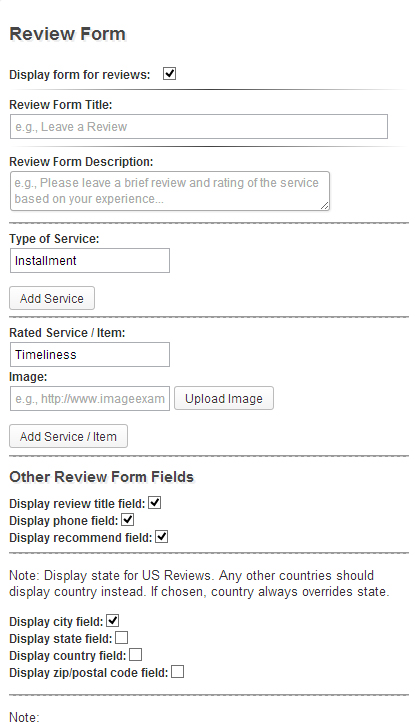 Review Form
Display form for reviews:
Review Form Title:
e.g., Leave a Review
Review Form Description:
e.g., Please leave a brief review and rating of the service
based on your experience...
Type of Service:
Installment
Add Service
Rated Service / Item:
Timeliness
Image:
e.g., http://www.imageexam
Upload Image
Add Service / Item
Other Review Form Fields
Display review title field:
Display phone field:
Display recommend field:
Note: Display state for US Reviews. Any other countries should
display country instead. If chosen, country always overrides state.
Display city field:
Display state field:
Display country field:
Display zip/postal code field:
Note: